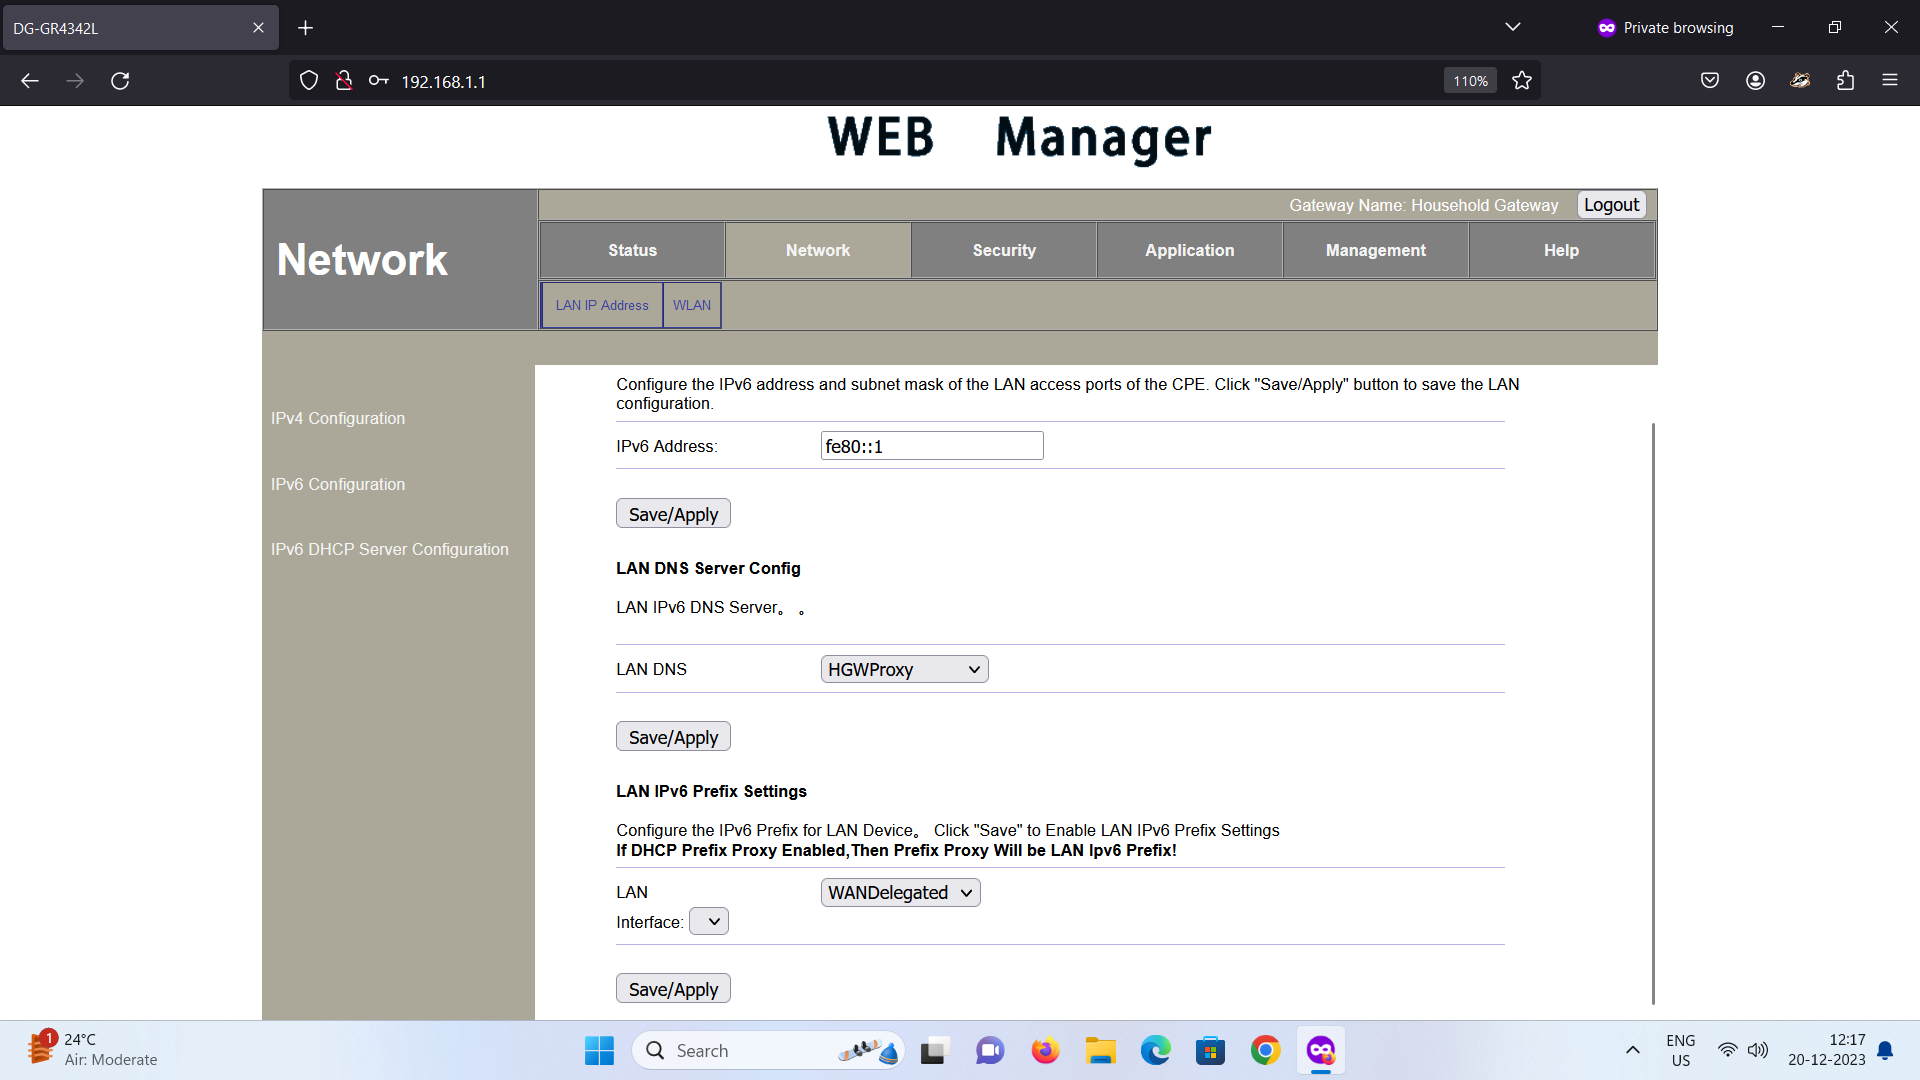 DG-GR4342L
Private browsing
192.168.1.1
110%
WEB Manager
Gateway Name: Household Gateway
Logout
Network
Status
Network
Security
Application
Management
Help
LAN IP Address
WLAN
IPv4 Configuration
IPv6 Configuration
IPv6 DHCP Server Configuration
Configure the IPv6 address and subnet mask of the LAN access ports of the CPE. Click "Save/Apply" button to save the LAN
configuration.
IPv6 Address: fe80::1
Save/Apply
LAN DNS Server Config
LAN IPv6 DNS Server。 。
LAN DNS HGWProxy
Save/Apply
LAN IPv6 Prefix Settings
Configure the IPv6 Prefix for LAN Device。 Click "Save" to Enable LAN IPv6 Prefix Settings
If DHCP Prefix Proxy Enabled,Then Prefix Proxy Will be LAN Ipv6 Prefix!
LAN WANDelegated
Interface:
Save/Apply
1
24°C
Air: Moderate
Search
ENG
US
12:17
20-12-2023